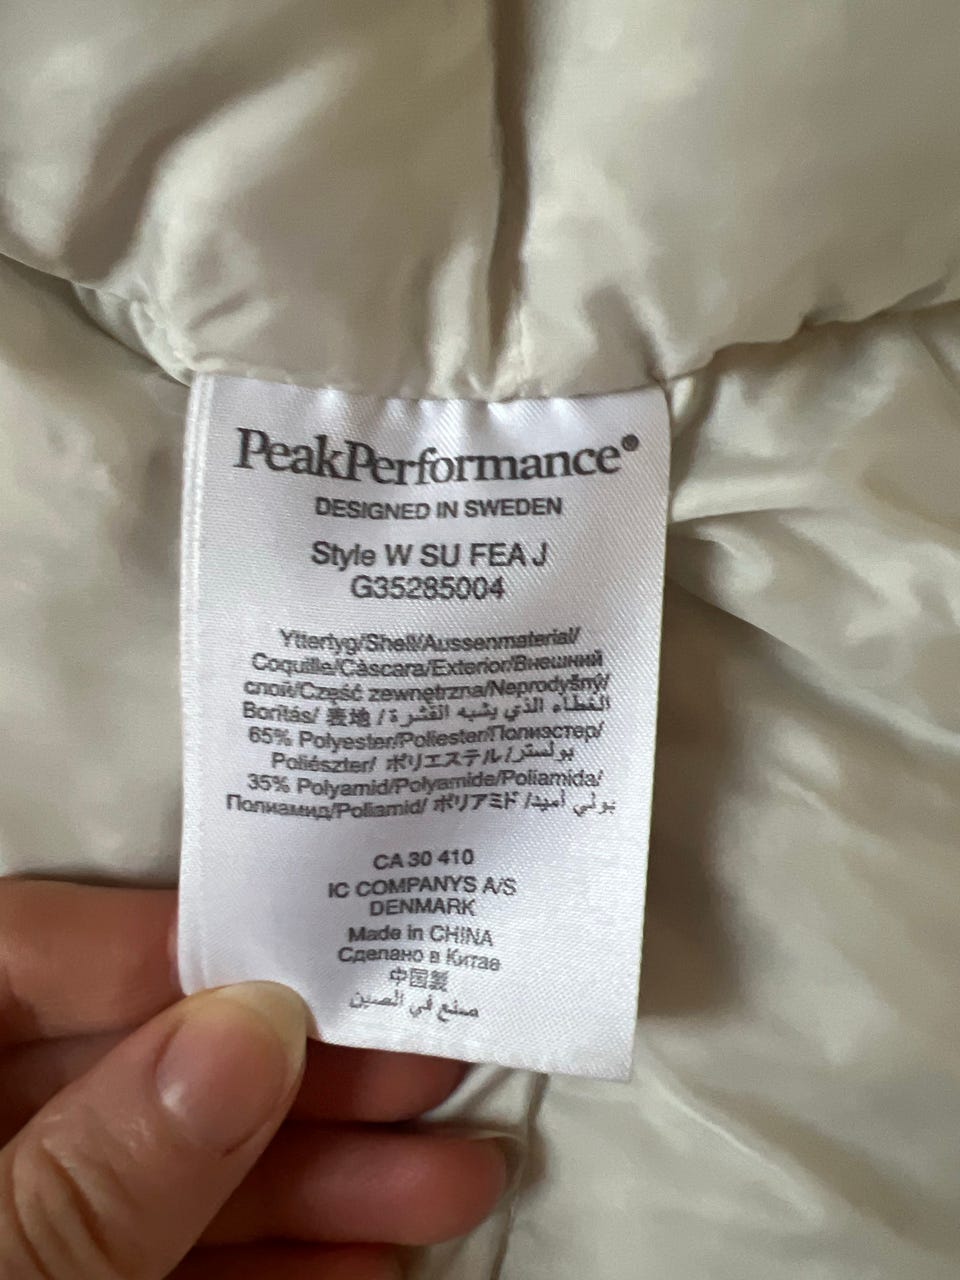 PeakPerformance®
DESIGNED IN SWEDEN
Style W SU FEA J
G35285004
Yttertyg/Shell/Aussenmaterial/
Coquille/Càscara/Exterior/Внешний
слой/Część zewnętrzna/Neprodyšný/
Borítás/ 表地 / الغطاء الذي يشبه القشرة
65% Polyester/Poliester/Полиэстер/
Poliészter/ ポリエステル / بولستر
35% Polyamid/Polyamide/Poliamida/
Полиамид/Poliamid/ ポリアミド / بولي أميد
CA 30 410
IC COMPANYS A/S
DENMARK
Made in CHINA
Сделано в Китае
中国製
صنع في الصين